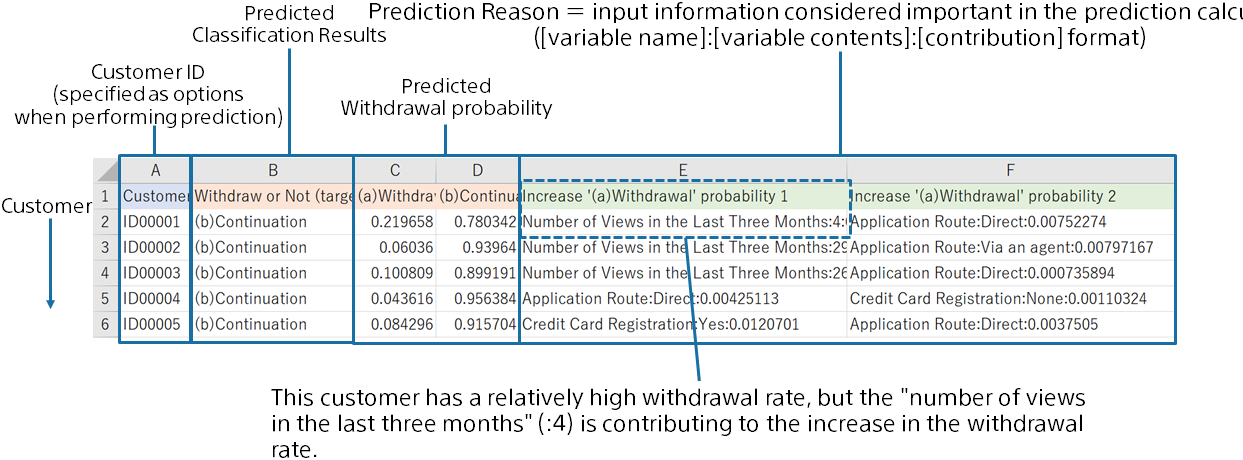 Predicted
Classification Results
Prediction Reason = input information considered important in the prediction calcu
([variable name]:[variable contents]:[contribution] format)
Customer ID
(specified as options
when performing prediction)
Predicted
Withdrawal probability
A B C D E F
1 Customer Withdraw or Not (targe (a)Withdra (b)Continua Increase '(a)Withdrawal' probability 1 Increase '(a)Withdrawal' probability 2
Customer
2 ID00001 (b)Continuation 0.219658 0.780342 Number of Views in the Last Three Months:4: Application Route:Direct:0.00752274
3 ID00002 (b)Continuation 0.06036 0.93964 Number of Views in the Last Three Months:29 Application Route:Via an agent:0.00797167
4 ID00003 (b)Continuation 0.100809 0.899191 Number of Views in the Last Three Months:26 Application Route:Direct:0.000735894
5 ID00004 (b)Continuation 0.043616 0.956384 Application Route:Direct:0.00425113 Credit Card Registration:None:0.00110324
6 ID00005 (b)Continuation 0.084296 0.915704 Credit Card Registration:Yes:0.0120701 Application Route:Direct:0.0037505
This customer has a relatively high withdrawal rate, but the "number of views
in the last three months" (:4) is contributing to the increase in the withdrawal
rate.